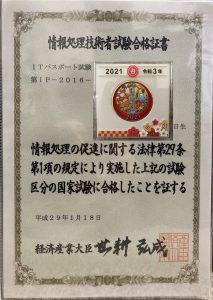 情報処理技術者試験合格証書
ITパスポート試験
第IP-2016-
2021 令和3年
日生
情報処理の促進に関する法律第29条
第1項の規定により実施した上記の試験
区分の国家試験に合格したことを証する
平成29年1月18日
経済産業大臣 世耕弘成